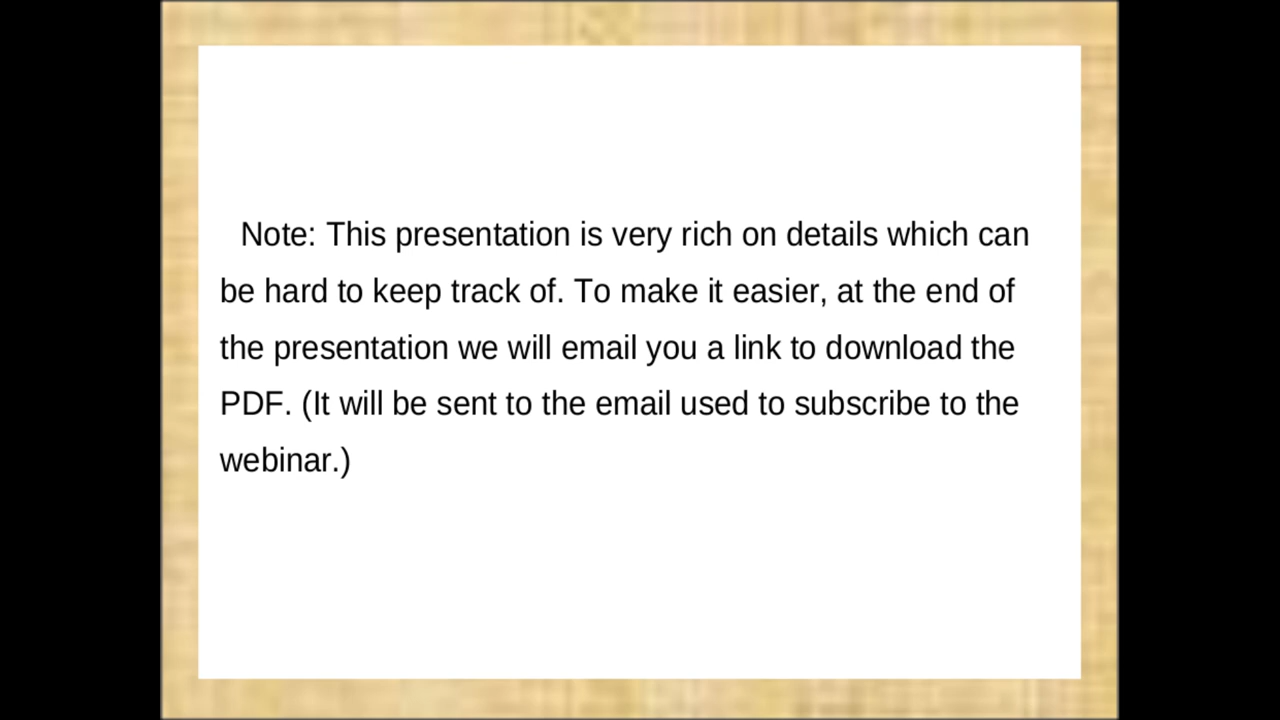 Note: This presentation is very rich on details which can
be hard to keep track of. To make it easier, at the end of
the presentation we will email you a link to download the
PDF. (It will be sent to the email used to subscribe to the
webinar.)